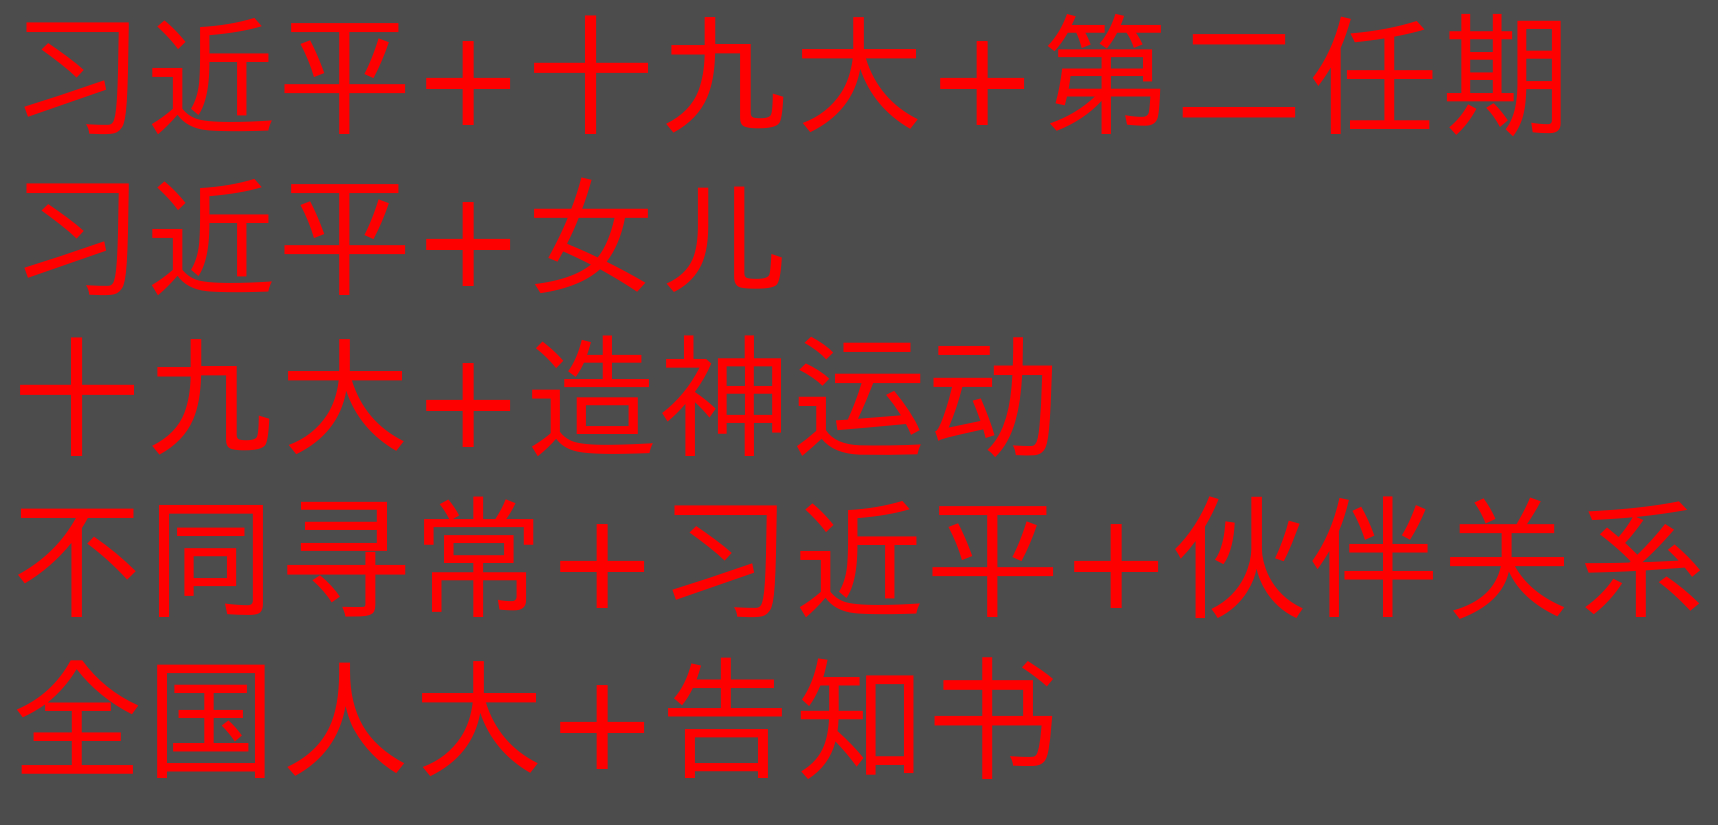 习近平+十九大+第二任期
习近平+女儿
十九大+造神运动
不同寻常+习近平+伙伴关系
全国人大+告知书